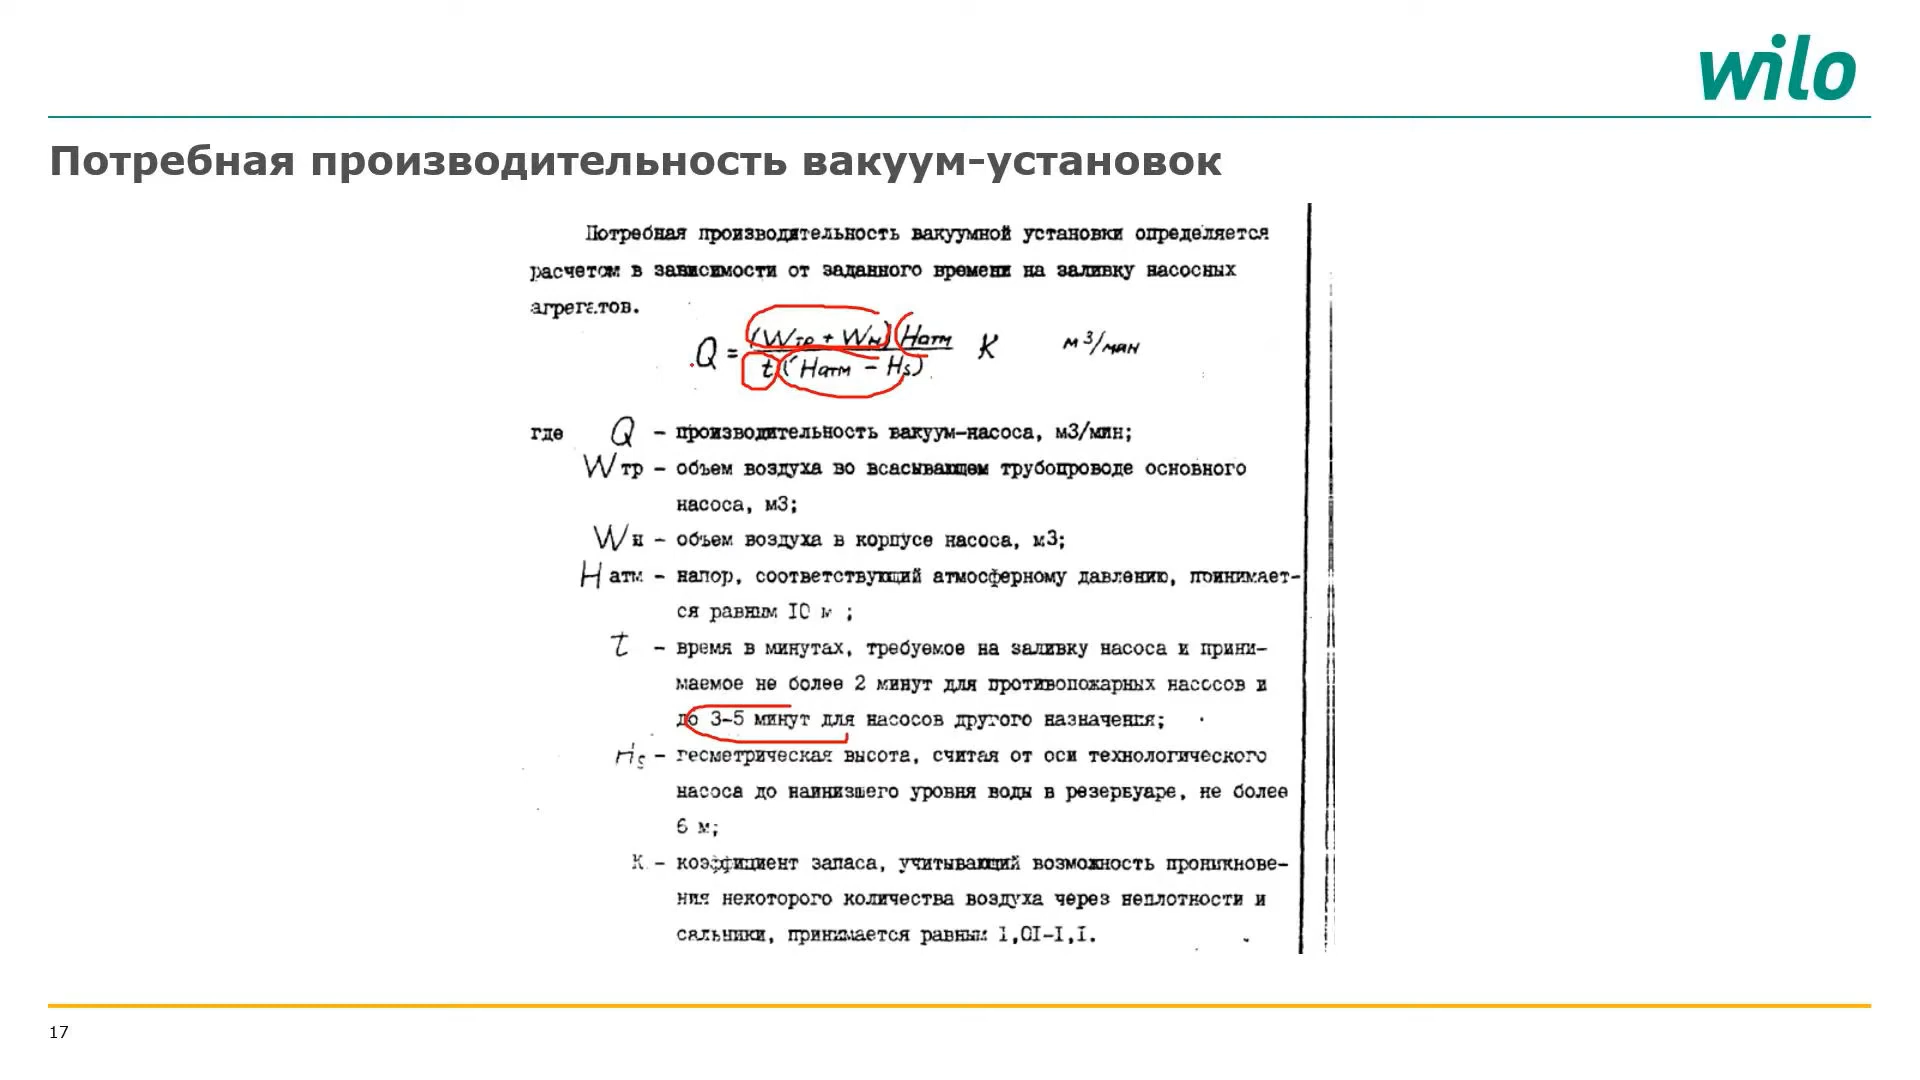 wilo
Потребная производительность вакуум-установок
Потребная производительность вакуумной установки определяется
расчетом в зависимости от заданного времени на заливку насосных
агрегатов.
Q = (Wтр + Wн) Hатм / t (Hатм – Hs) K м³/мин
где Q – производительность вакуум-насоса, м3/мин;
Wтр – объем воздуха во всасывающем трубопроводе основного
насоса, м3;
Wн – объем воздуха в корпусе насоса, м3;
Hатм – напор, соответствующий атмосферному давлению, принимает-
ся равным 10 м ;
t – время в минутах, требуемое на заливку насоса и прини-
маемое не более 2 минут для противопожарных насосов и
до 3-5 минут для насосов другого назначения;
Hs – геометрическая высота, считая от оси технологического
насоса до наинизшего уровня воды в резервуаре, не более
6 м;
K – коэффициент запаса, учитывающий возможность проникнове-
ния некоторого количества воздуха через неплотности и
сальники, принимается равным 1,01-1,1.
17